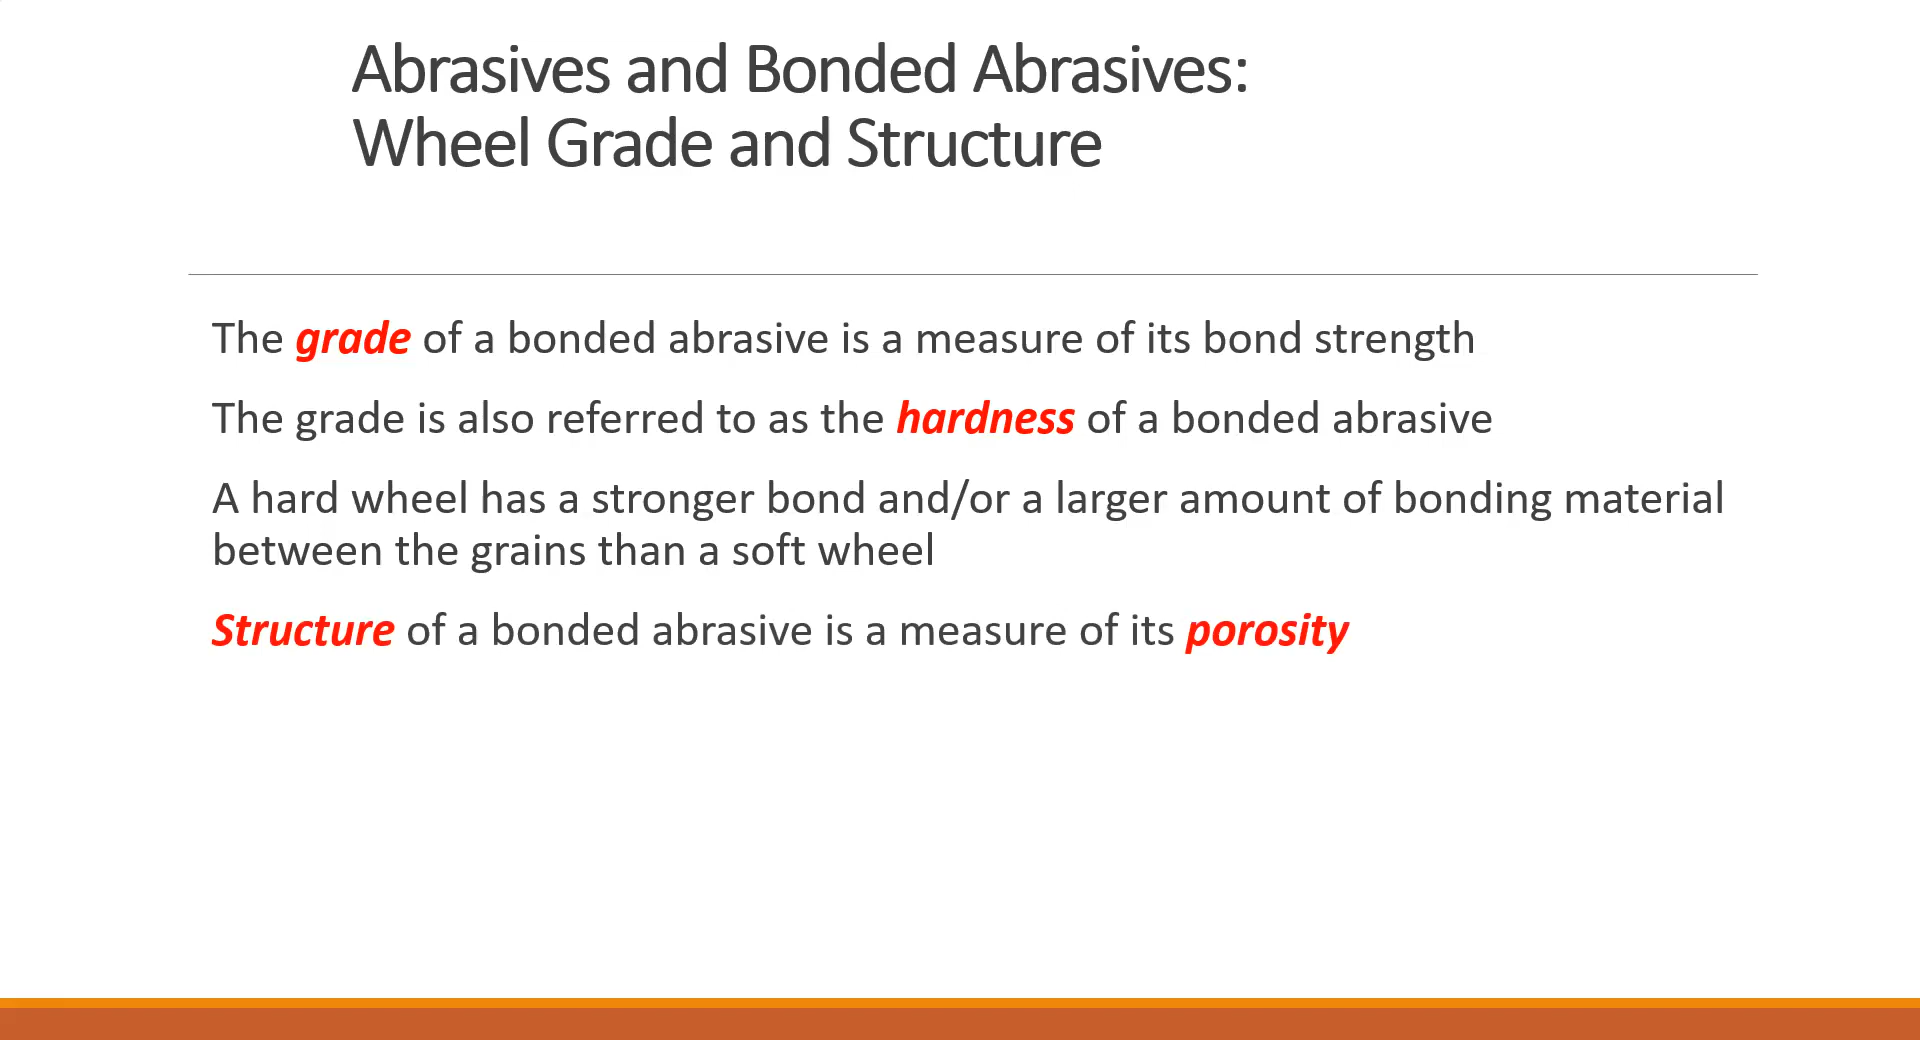 Abrasives and Bonded Abrasives:
Wheel Grade and Structure
The grade of a bonded abrasive is a measure of its bond strength
The grade is also referred to as the hardness of a bonded abrasive
A hard wheel has a stronger bond and/or a larger amount of bonding material
between the grains than a soft wheel
Structure of a bonded abrasive is a measure of its porosity